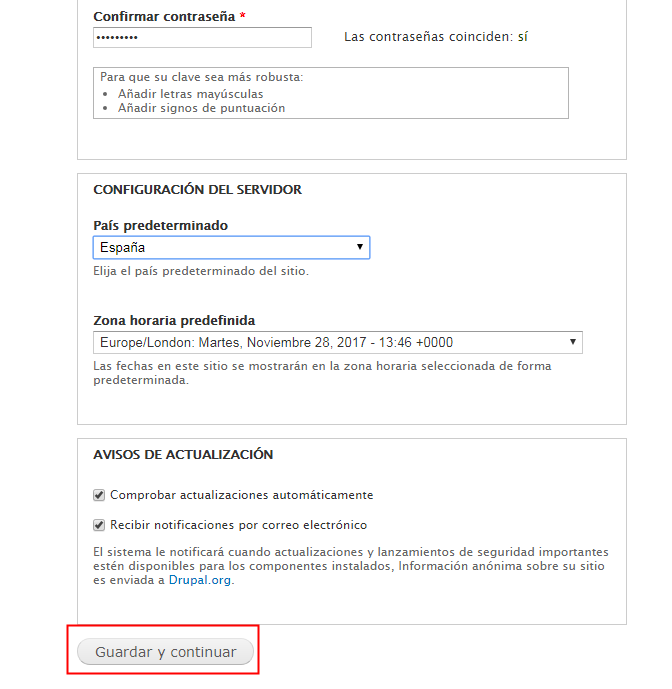 Confirmar contraseña *
••••••••• Las contraseñas coinciden: sí
Para que su clave sea más robusta:
• Añadir letras mayúsculas
• Añadir signos de puntuación
CONFIGURACIÓN DEL SERVIDOR
País predeterminado
España
Elija el país predeterminado del sitio.
Zona horaria predefinida
Europe/London: Martes, Noviembre 28, 2017 - 13:46 +0000
Las fechas en este sitio se mostrarán en la zona horaria seleccionada de forma
predeterminada.
AVISOS DE ACTUALIZACIÓN
Comprobar actualizaciones automáticamente
Recibir notificaciones por correo electrónico
El sistema le notificará cuando actualizaciones y lanzamientos de seguridad importantes
estén disponibles para los componentes instalados, Información anónima sobre su sitio
es enviada a Drupal.org.
Guardar y continuar